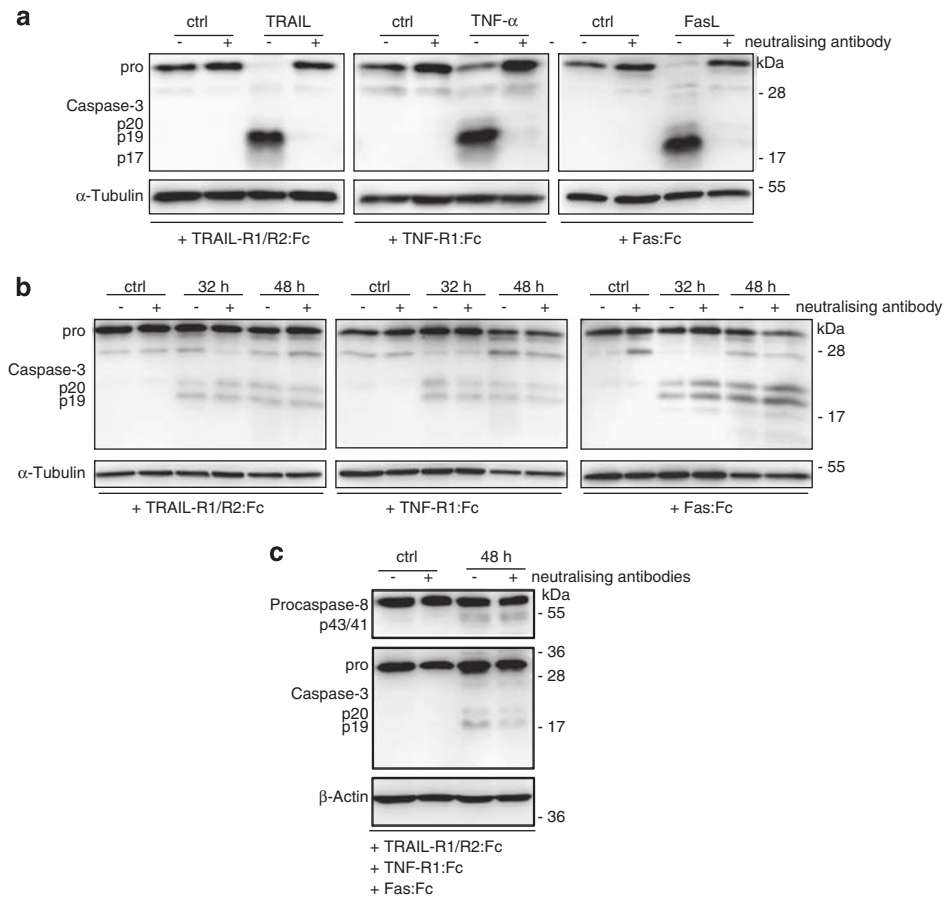 a
ctrl TRAIL ctrl TNF-α ctrl FasL
- + - + - + - + - - + - + neutralising antibody
pro kDa
- 28
Caspase-3
p20
p19
p17 - 17
α-Tubulin - 55
+ TRAIL-R1/R2:Fc + TNF-R1:Fc + Fas:Fc
b
ctrl 32 h 48 h ctrl 32 h 48 h ctrl 32 h 48 h
- + - + - + - + - + - + - + - + - + neutralising antibody
pro kDa
- 28
Caspase-3
p20
p19
- 17
α-Tubulin - 55
+ TRAIL-R1/R2:Fc + TNF-R1:Fc + Fas:Fc
c
ctrl 48 h
- + - + neutralising antibodies
kDa
Procaspase-8 - 55
p43/41
- 36
pro - 28
Caspase-3
p20
p19 - 17
β-Actin
- 36
+ TRAIL-R1/R2:Fc
+ TNF-R1:Fc
+ Fas:Fc